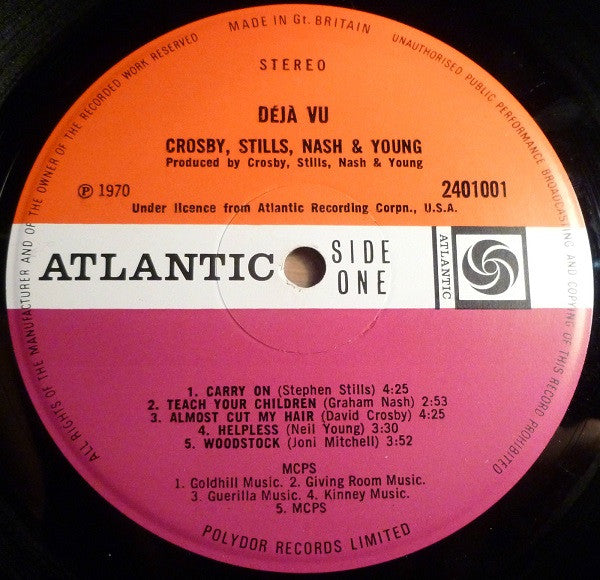 MADE IN Gt. BRITAIN
ALL RIGHTS OF THE MANUFACTURER AND OF THE OWNER OF THE RECORDED WORK RESERVED
UNAUTHORISED PUBLIC PERFORMANCE BROADCASTING AND COPYING OF THIS RECORD PROHIBITED
STEREO
DÉJÀ VU
CROSBY, STILLS, NASH & YOUNG
Produced by Crosby, Stills, Nash & Young
℗ 1970
2401001
Under licence from Atlantic Recording Corpn., U.S.A.
ATLANTIC
SIDE
ONE
ATLANTIC
1. CARRY ON (Stephen Stills) 4:25
2. TEACH YOUR CHILDREN (Graham Nash) 2:53
3. ALMOST CUT MY HAIR (David Crosby) 4:25
4. HELPLESS (Neil Young) 3:30
5. WOODSTOCK (Joni Mitchell) 3:52
MCPS
1. Goldhill Music. 2. Giving Room Music.
3. Guerilla Music. 4. Kinney Music.
5. MCPS
POLYDOR RECORDS LIMITED